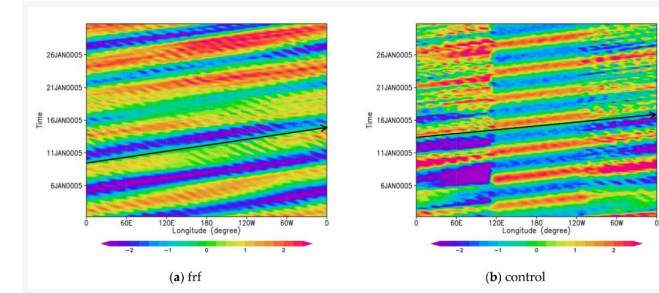 Time
26JAN0005
21JAN0005
16JAN0005
11JAN0005
6JAN0005
0 60E 120E 180 120W 60W 0
Longitude (degree)
-2 -1 0 1 2
(a) frf
Time
26JAN0005
21JAN0005
16JAN0005
11JAN0005
6JAN0005
0 60E 120E 180 120W 60W 0
Longitude (degree)
-2 -1 0 1 2
(b) control